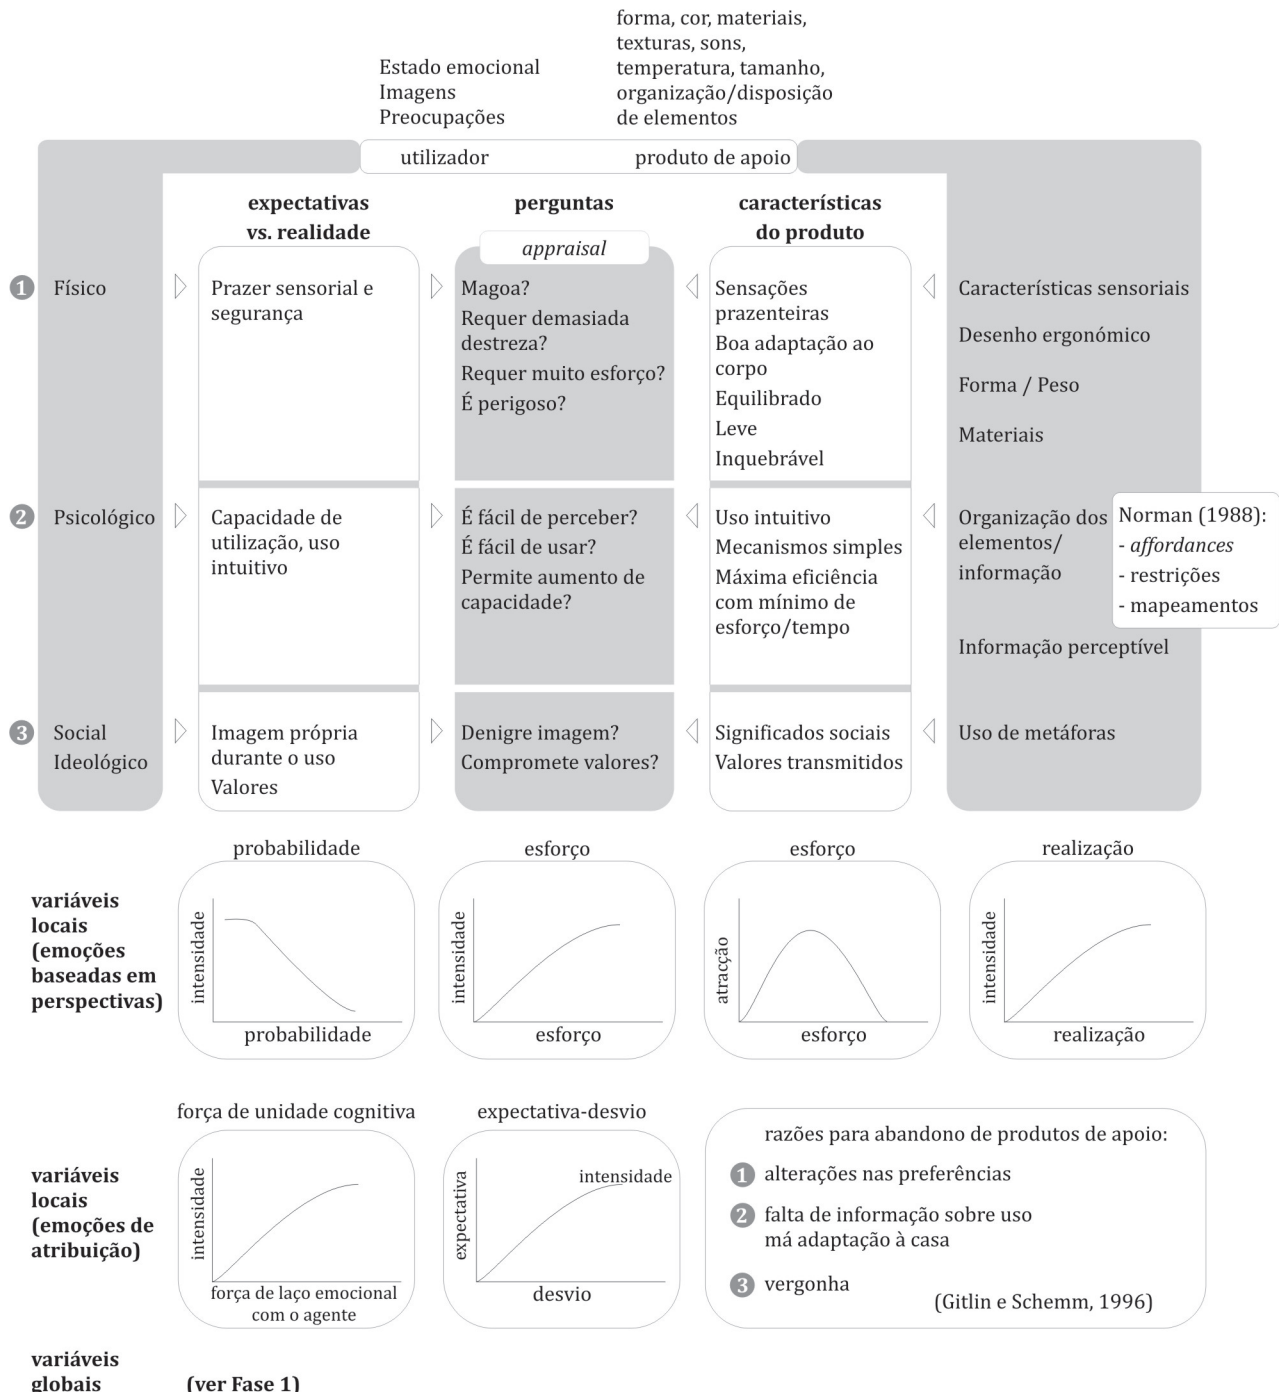 Estado emocional
Imagens
Preocupações
forma, cor, materiais,
texturas, sons,
temperatura, tamanho,
organização/disposição
de elementos
utilizador
produto de apoio
expectativas
vs. realidade
perguntas
características
do produto
appraisal
1 Físico
Prazer sensorial e
segurança
Magoa?
Requer demasiada
destreza?
Requer muito esforço?
É perigoso?
Sensações
prazenteiras
Boa adaptação ao
corpo
Equilibrado
Leve
Inquebrável
Características sensoriais
Desenho ergonómico
Forma / Peso
Materiais
2 Psicológico
Capacidade de
utilização, uso
intuitivo
É fácil de perceber?
É fácil de usar?
Permite aumento de
capacidade?
Uso intuitivo
Mecanismos simples
Máxima eficiência
com mínimo de
esforço/tempo
Organização dos
elementos/
informação
Informação perceptível
Norman (1988):
- affordances
- restrições
- mapeamentos
3 Social
Ideológico
Imagem própria
durante o uso
Valores
Denigre imagem?
Compromete valores?
Significados sociais
Valores transmitidos
Uso de metáforas
variáveis
locais
(emoções
baseadas em
perspectivas)
probabilidade
intensidade
probabilidade
esforço
intensidade
esforço
esforço
atracção
esforço
realização
intensidade
realização
variáveis
locais
(emoções de
atribuição)
força de unidade cognitiva
intensidade
força de laço emocional
com o agente
expectativa-desvio
expectativa
intensidade
desvio
razões para abandono de produtos de apoio:
1 alterações nas preferências
2 falta de informação sobre uso
má adaptação à casa
3 vergonha
(Gitlin e Schemm, 1996)
variáveis
globais
(ver Fase 1)